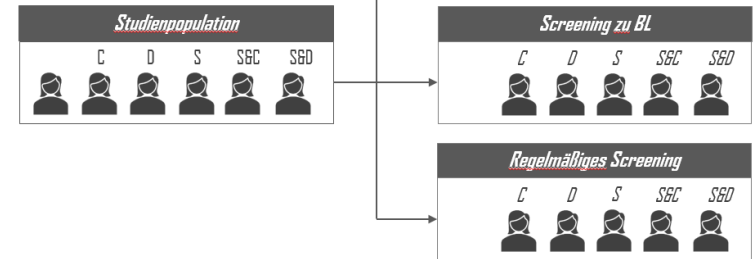 Studienpopulation
C D S S&C S&D
Screening zu BL
C D S S&C S&D
Regelmäßiges Screening
C D S S&C S&D